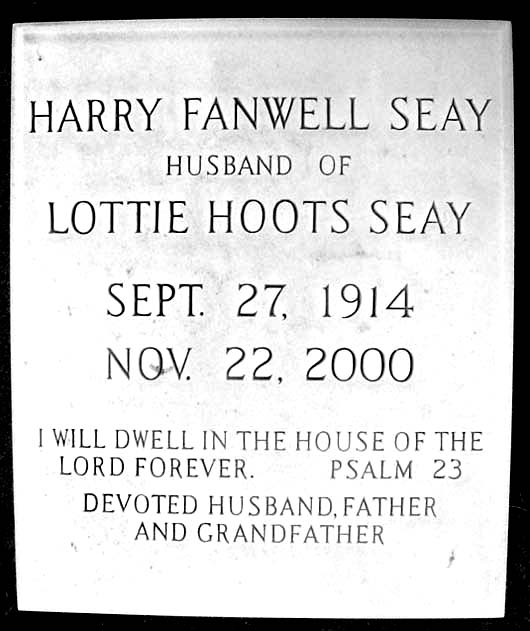 HARRY FANWELL SEAY
HUSBAND OF
LOTTIE HOOTS SEAY
SEPT. 27, 1914
NOV. 22, 2000
I WILL DWELL IN THE HOUSE OF THE
LORD FOREVER. PSALM 23
DEVOTED HUSBAND, FATHER
AND GRANDFATHER